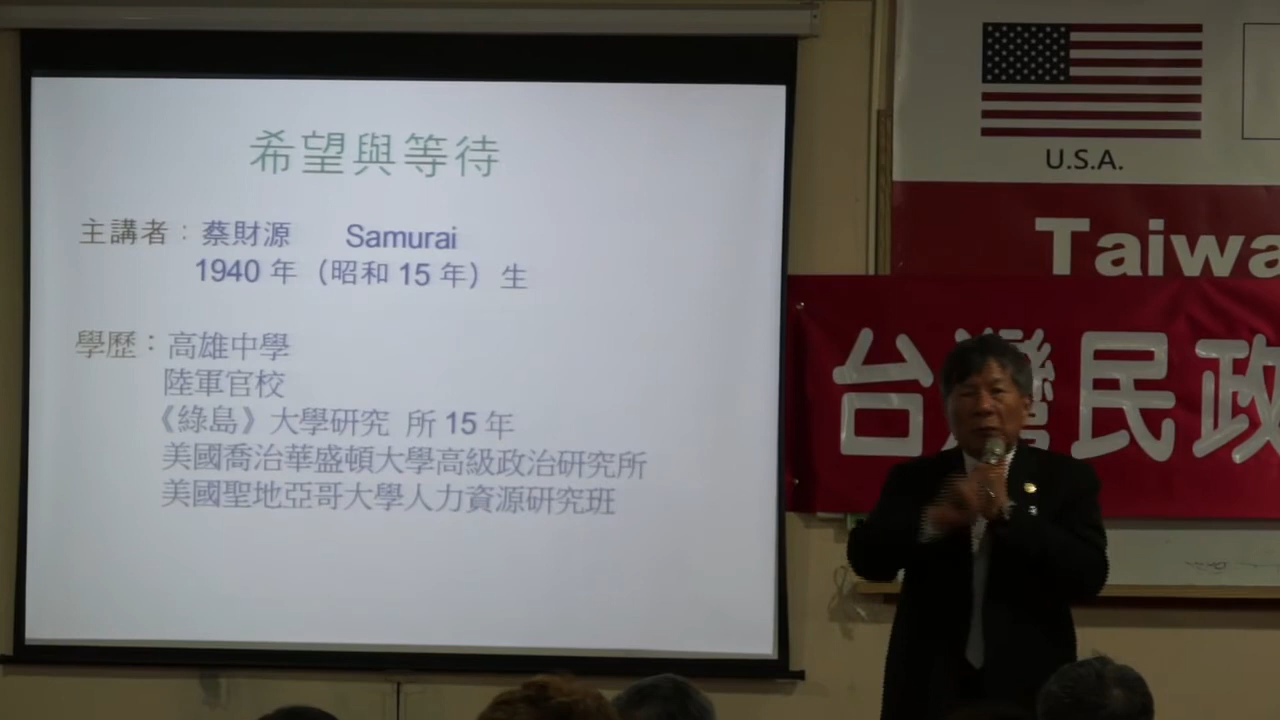 希望與等待
主講者：蔡財源 Samurai
1940 年（昭和 15 年）生
學歷：高雄中學
陸軍官校
《綠島》大學研究 所 15 年
美國喬治華盛頓大學高級政治研究所
美國聖地亞哥大學人力資源研究班
U.S.A.
Taiwa
台灣民政